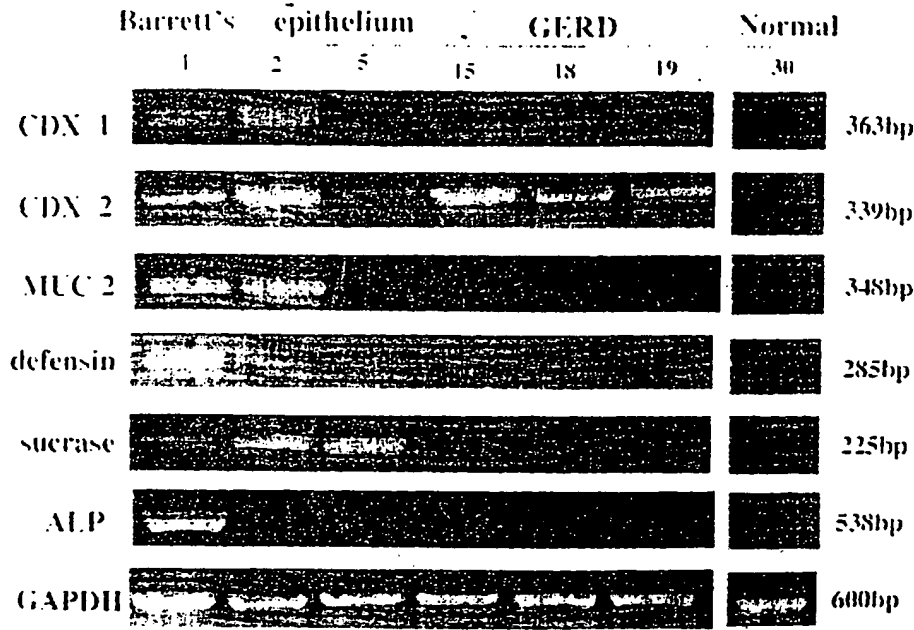 Barrett's epithelium GERD Normal
1 2 5 15 18 19 30
CDX 1 363bp
CDX 2 339bp
MUC 2 348bp
defensin 285bp
sucrase 225bp
ALP 538bp
GAPDH 600bp